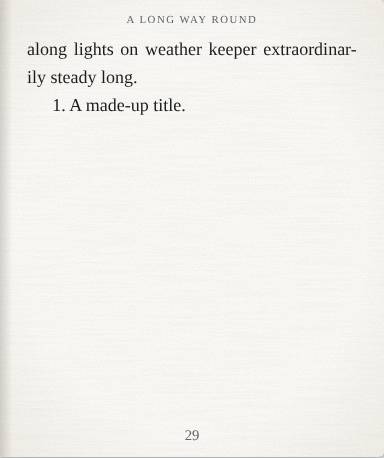 A LONG WAY ROUND
along lights on weather keeper extraordinar-
ily steady long.
1. A made-up title.
29